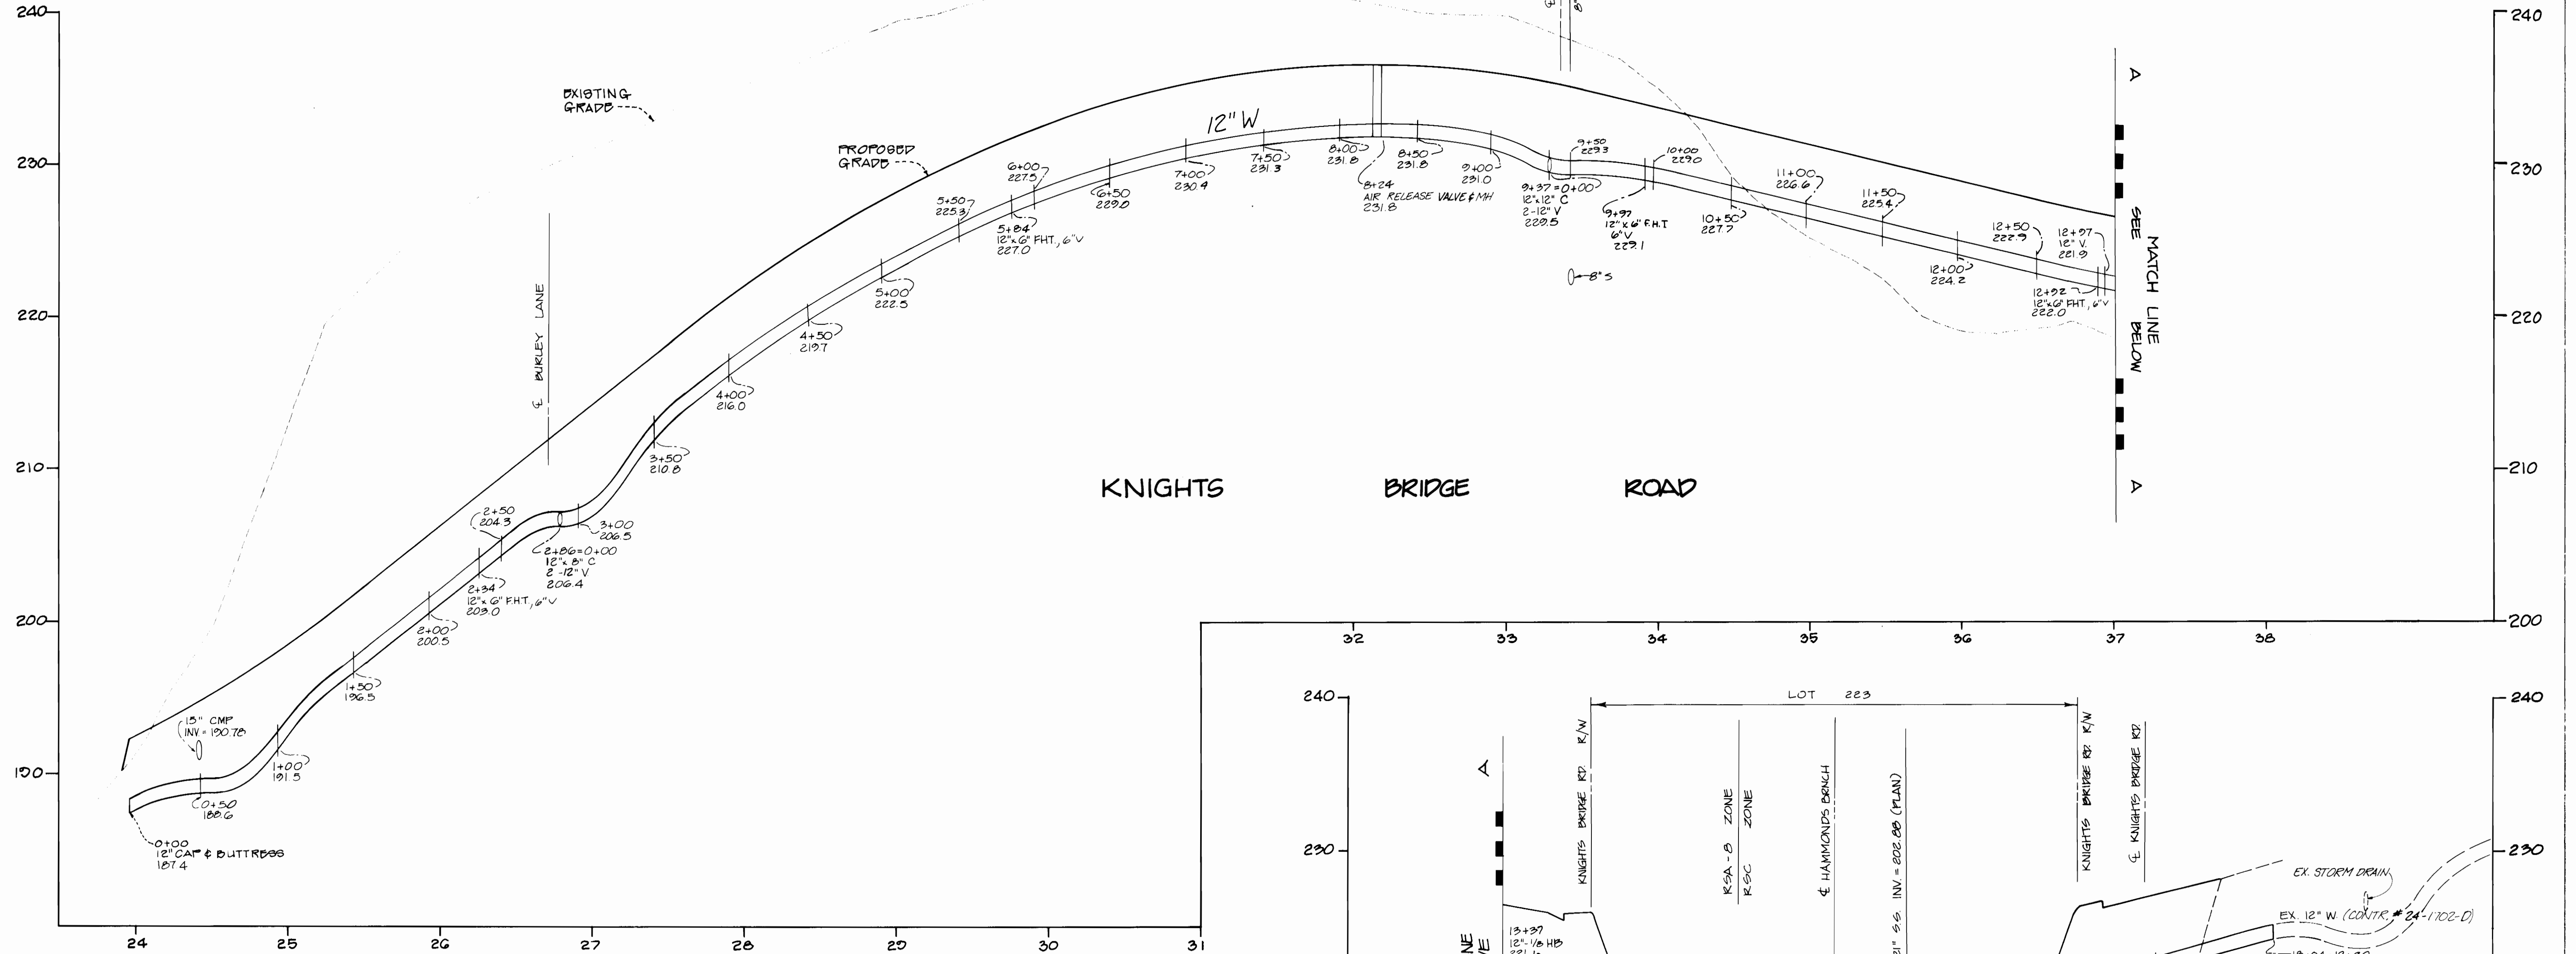 240
240
EXISTING
GRADE
PROPOSED
GRADE
12" W
230
230
220
220
210
210
200
200
190
℄ BURLEY LANE
0+00
12" CAP & BUTTRESS
187.4
15" CMP
INV. = 190.78
0+50
188.6
1+00
191.5
1+50
196.5
2+00
200.5
2+34
12"x 6" F.H.T., 6" V
203.0
2+50
204.3
2+86=0+00
12"x 8" C
2-12" V
206.4
3+00
206.5
3+50
210.8
4+00
216.0
4+50
219.7
5+00
222.5
5+50
225.3
5+84
12"x 6" FHT., 6" V
227.0
6+00
227.5
6+50
229.0
7+00
230.4
7+50
231.3
8+00
231.8
8+24
AIR RELEASE VALVE & MH
231.8
8+50
231.8
9+00
231.0
9+37=0+00
12"x12" C
2-12" V
229.5
9+50
229.3
9+97
12"x 6" F.H.T
6" V
229.1
10+00
229.0
8" S
10+50
227.7
11+00
226.6
11+50
225.4
12+00
224.2
12+50
222.9
12+92
12"x6" FHT., 6" V
222.0
12+97
12" V.
221.9
A
SEE BELOW
MATCH LINE
A
KNIGHTS BRIDGE ROAD
32 33 34 35 36 37 38
24 25 26 27 28 29 30 31
240
240
LOT 223
230
230
A
KNIGHTS BRIDGE RD. R/W
RSA-8 ZONE
RSC ZONE
℄ HAMMONDS BRNCH
21" S.S. INV. = 202.88 (PLAN)
KNIGHTS BRIDGE RD. R/W
℄ KNIGHTS BRIDGE RD.
EX. STORM DRAIN
EX. 12" W. (CONTR. # 24-1702-D)
13+37
12"-1/8 HB